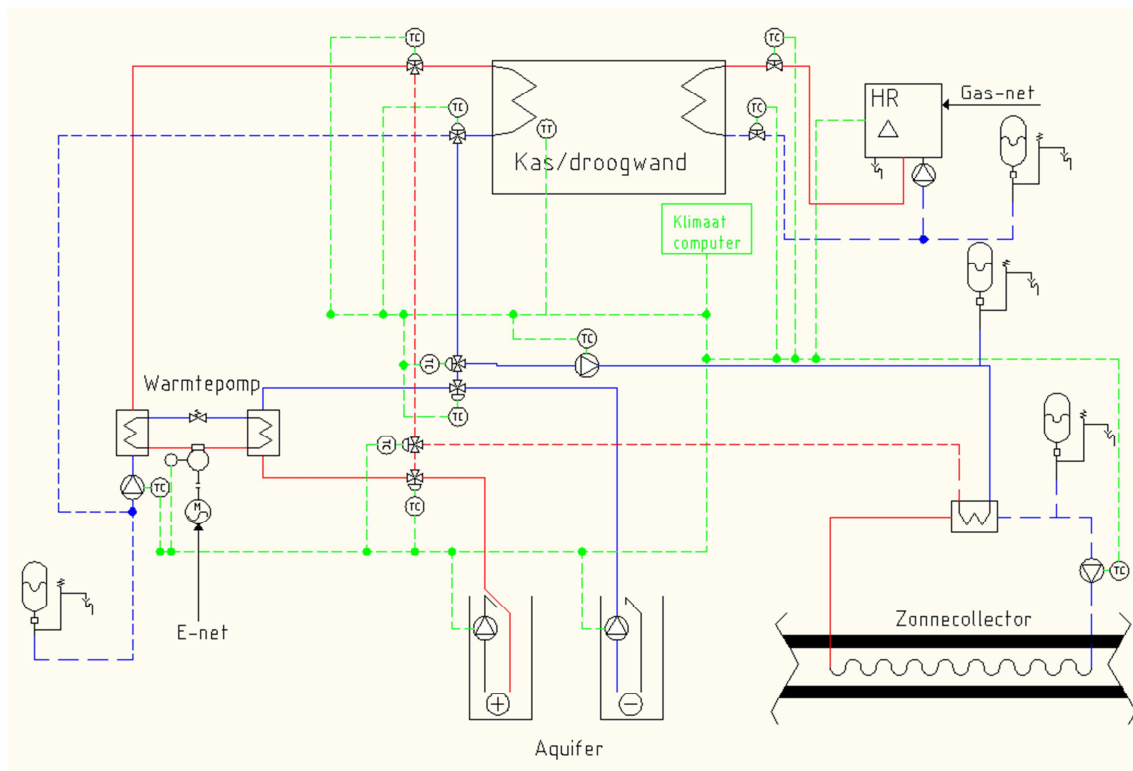 TC
TC
HR
Gas-net
TC
TC
TT
Kas/droogwand
Klimaat
computer
TC
TC
Warmtepomp
TC
TC
TC
TC
M
TC
E-net
Zonnecollector
+
-
Aquifer